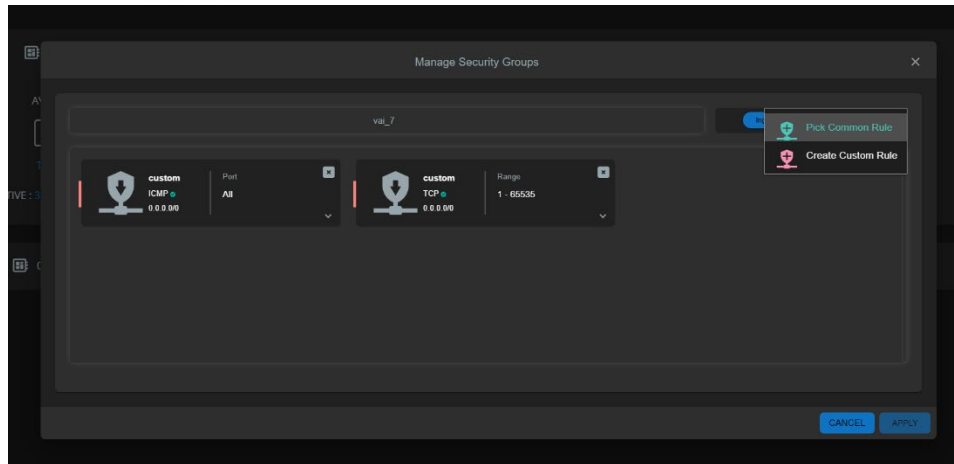 Manage Security Groups
vai_7
Pick Common Rule
Create Custom Rule
custom
ICMP
0.0.0.0/0
Port
All
custom
TCP
0.0.0.0/0
Range
1 - 65535
CANCEL
APPLY